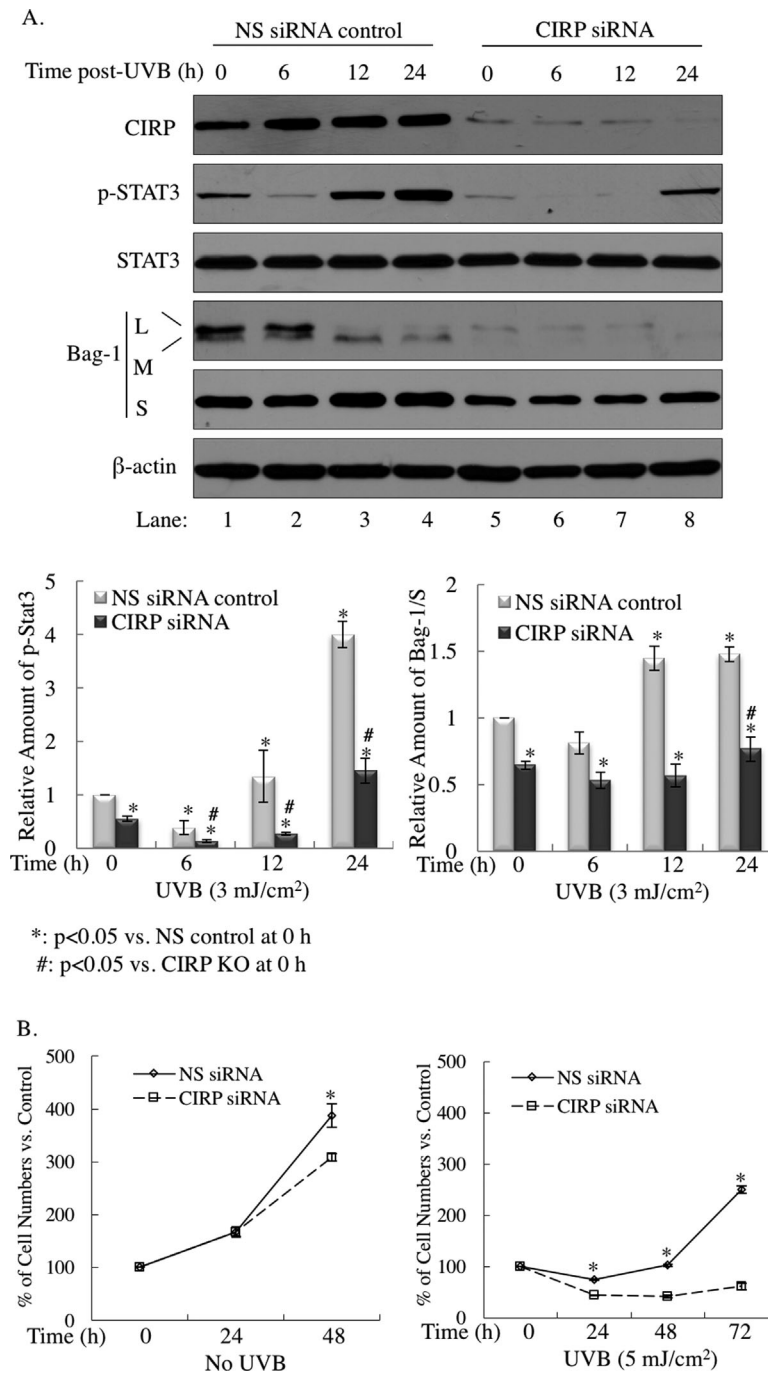 A.
NS siRNA control CIRP siRNA
Time post-UVB (h) 0 6 12 24 0 6 12 24
CIRP
p-STAT3
STAT3
Bag-1
L
M
S
β-actin
Lane: 1 2 3 4 5 6 7 8
Relative Amount of p-Stat3
5
4
3
2
1
0
NS siRNA control
CIRP siRNA
* * # * * # * * # *
Time (h) 0 6 12 24
UVB (3 mJ/cm²)
Relative Amount of Bag-1/S
2
1.5
1
0.5
0
NS siRNA control
CIRP siRNA
* * * * * # *
Time (h) 0 6 12 24
UVB (3 mJ/cm²)
*: p<0.05 vs. NS control at 0 h
#: p<0.05 vs. CIRP KO at 0 h
B.
% of Cell Numbers vs. Control
500
400
300
200
100
0
NS siRNA
CIRP siRNA
*
Time (h) 0 24 48
No UVB
% of Cell Numbers vs. Control
500
400
300
200
100
0
NS siRNA
CIRP siRNA
* * *
Time (h) 0 24 48 72
UVB (5 mJ/cm²)